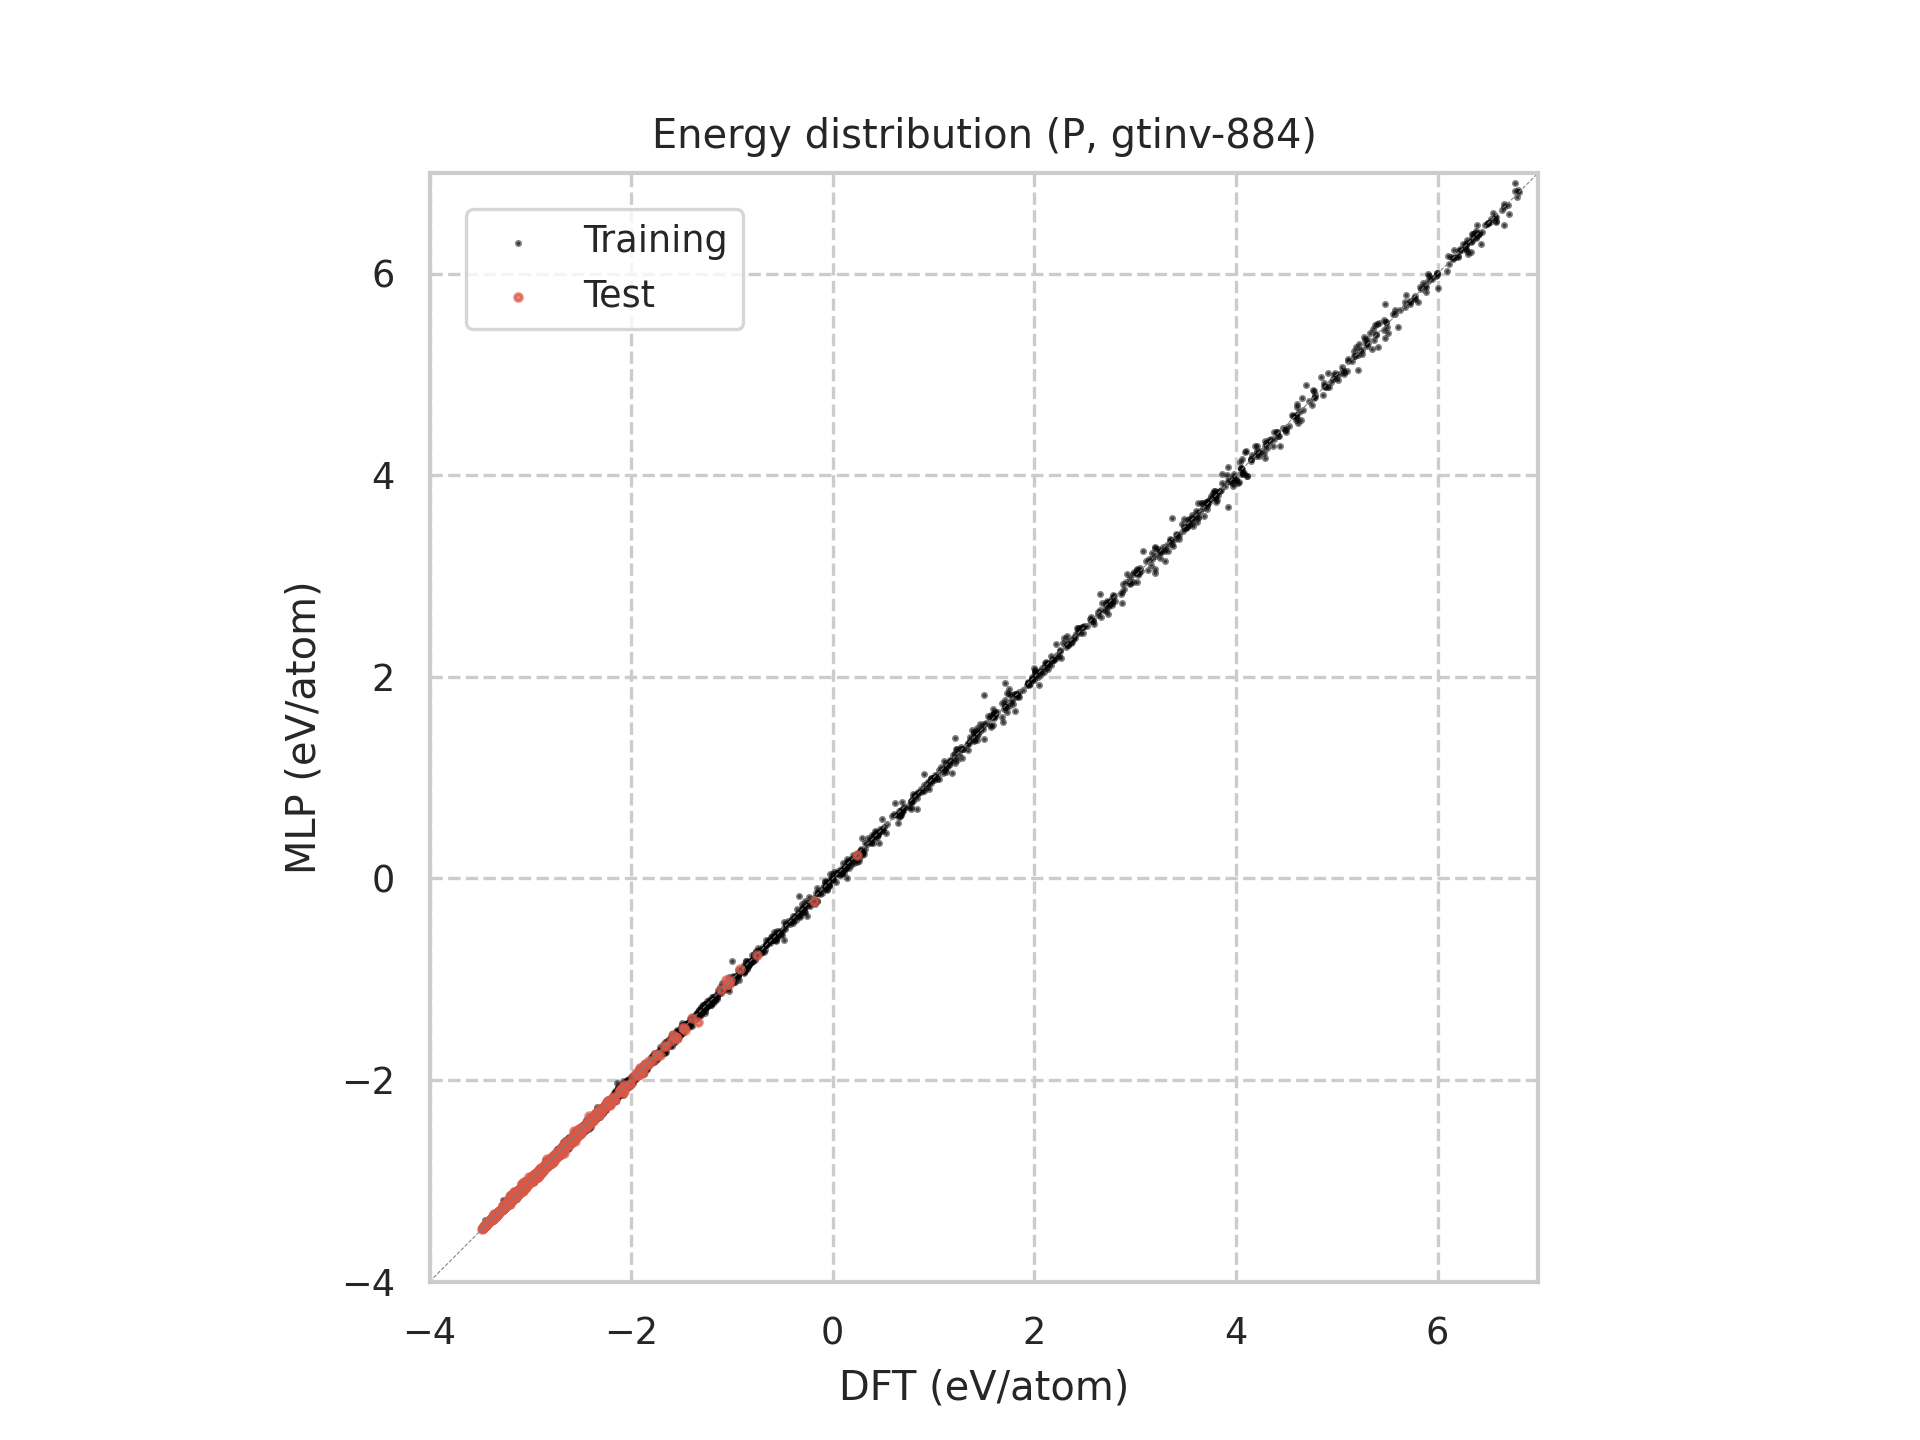 Energy distribution (P, gtinv-884)
Training
Test
6
4
2
0
−2
−4
MLP (eV/atom)
−4 −2 0 2 4 6
DFT (eV/atom)